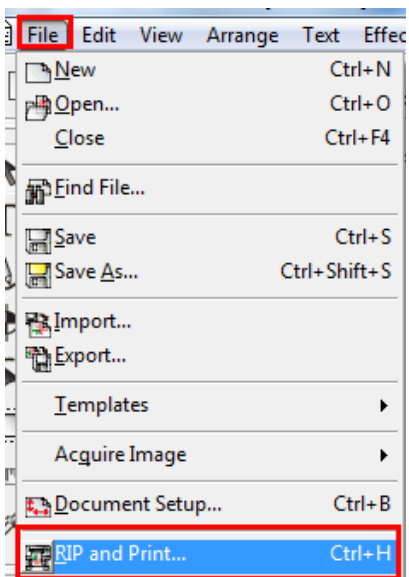 File Edit View Arrange Text Effec
New Ctrl+N
Open... Ctrl+O
Close Ctrl+F4
Find File...
Save Ctrl+S
Save As... Ctrl+Shift+S
Import...
Export...
Templates
Acquire Image
Document Setup... Ctrl+B
RIP and Print... Ctrl+H